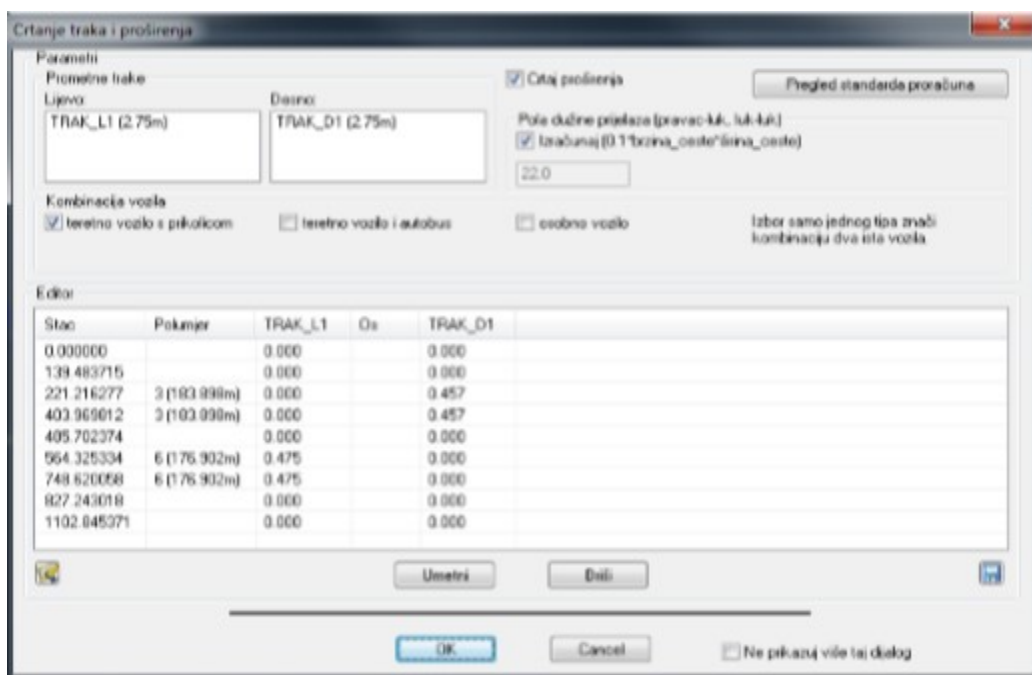 Crtanje traka i proširenja
Parametri
Prometne trake
Lijevo:
Desno:
TRAK_L1 (2.75m)
TRAK_D1 (2.75m)
Crtaj proširenja
Pregled standarda proračuna
Pola dužine prijelaza (pravac-luk, luk-luk)
Izračunaj (0.1*brzina_ceste*širina_ceste)
22.0
Kombinacija vozila
teretno vozilo s prikolicom
teretno vozilo i autobus
osobno vozilo
Izbor samo jednog tipa znači
kombinaciju dva ista vozila.
Editor
Stac Polumjer TRAK_L1 Os TRAK_D1
0.000000 0.000 0.000
139.483715 0.000 0.000
221.216277 3 (183.898m) 0.000 0.457
403.969012 3 (183.898m) 0.000 0.457
485.702374 0.000 0.000
564.325334 6 (176.902m) 0.475 0.000
748.620058 6 (176.902m) 0.475 0.000
827.243018 0.000 0.000
1102.845371 0.000 0.000
Umetni
Briši
OK
Cancel
Ne prikazuj više taj dijalog